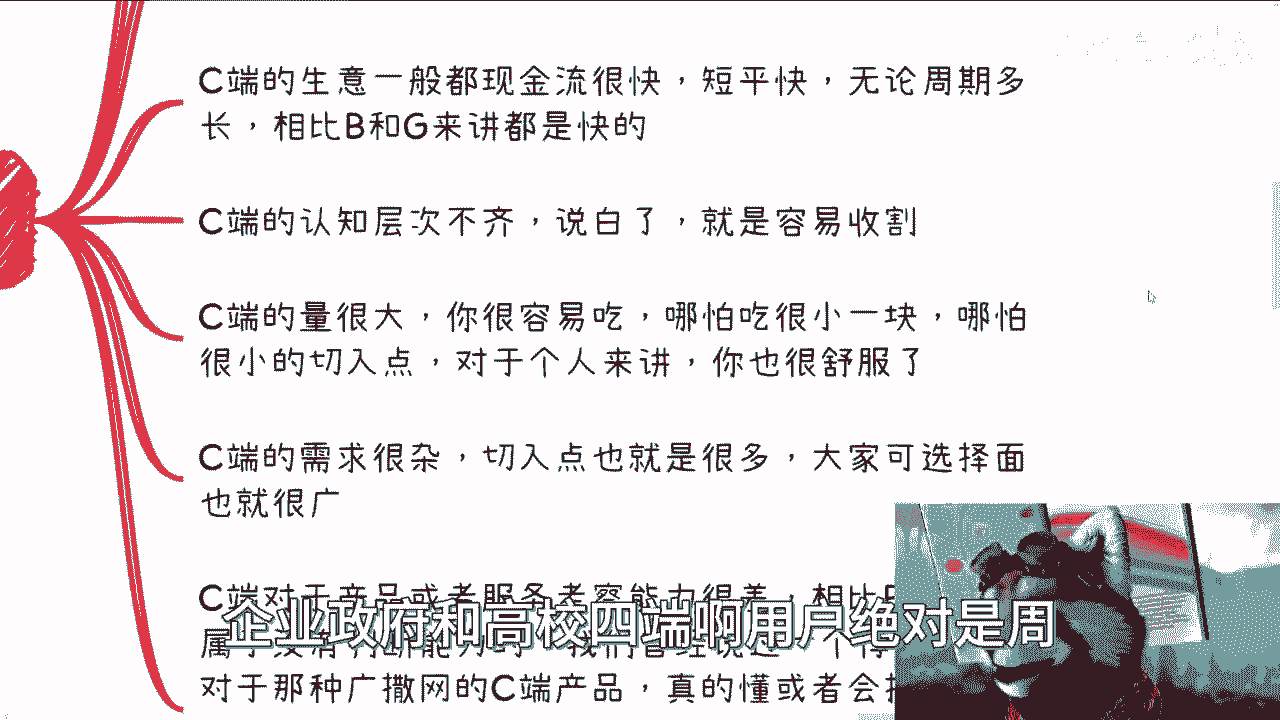 C端的生意一般都现金流很快，短平快，无论周期多
长，相比B和G来讲都是快的
C端的认知层次不齐，说白了，就是容易收割
C端的量很大，你很容易吃，哪怕吃很小一块，哪怕
很小的切入点，对于个人来讲，你也很舒服了
C端的需求很杂，切入点也就是很多，大家可选择面
也就很广
C端对于产品或者服务考察能力很差，相比
企业政府和高校四端啊用户绝对是周
对于那种广撒网的C端产品，真的懂或者会